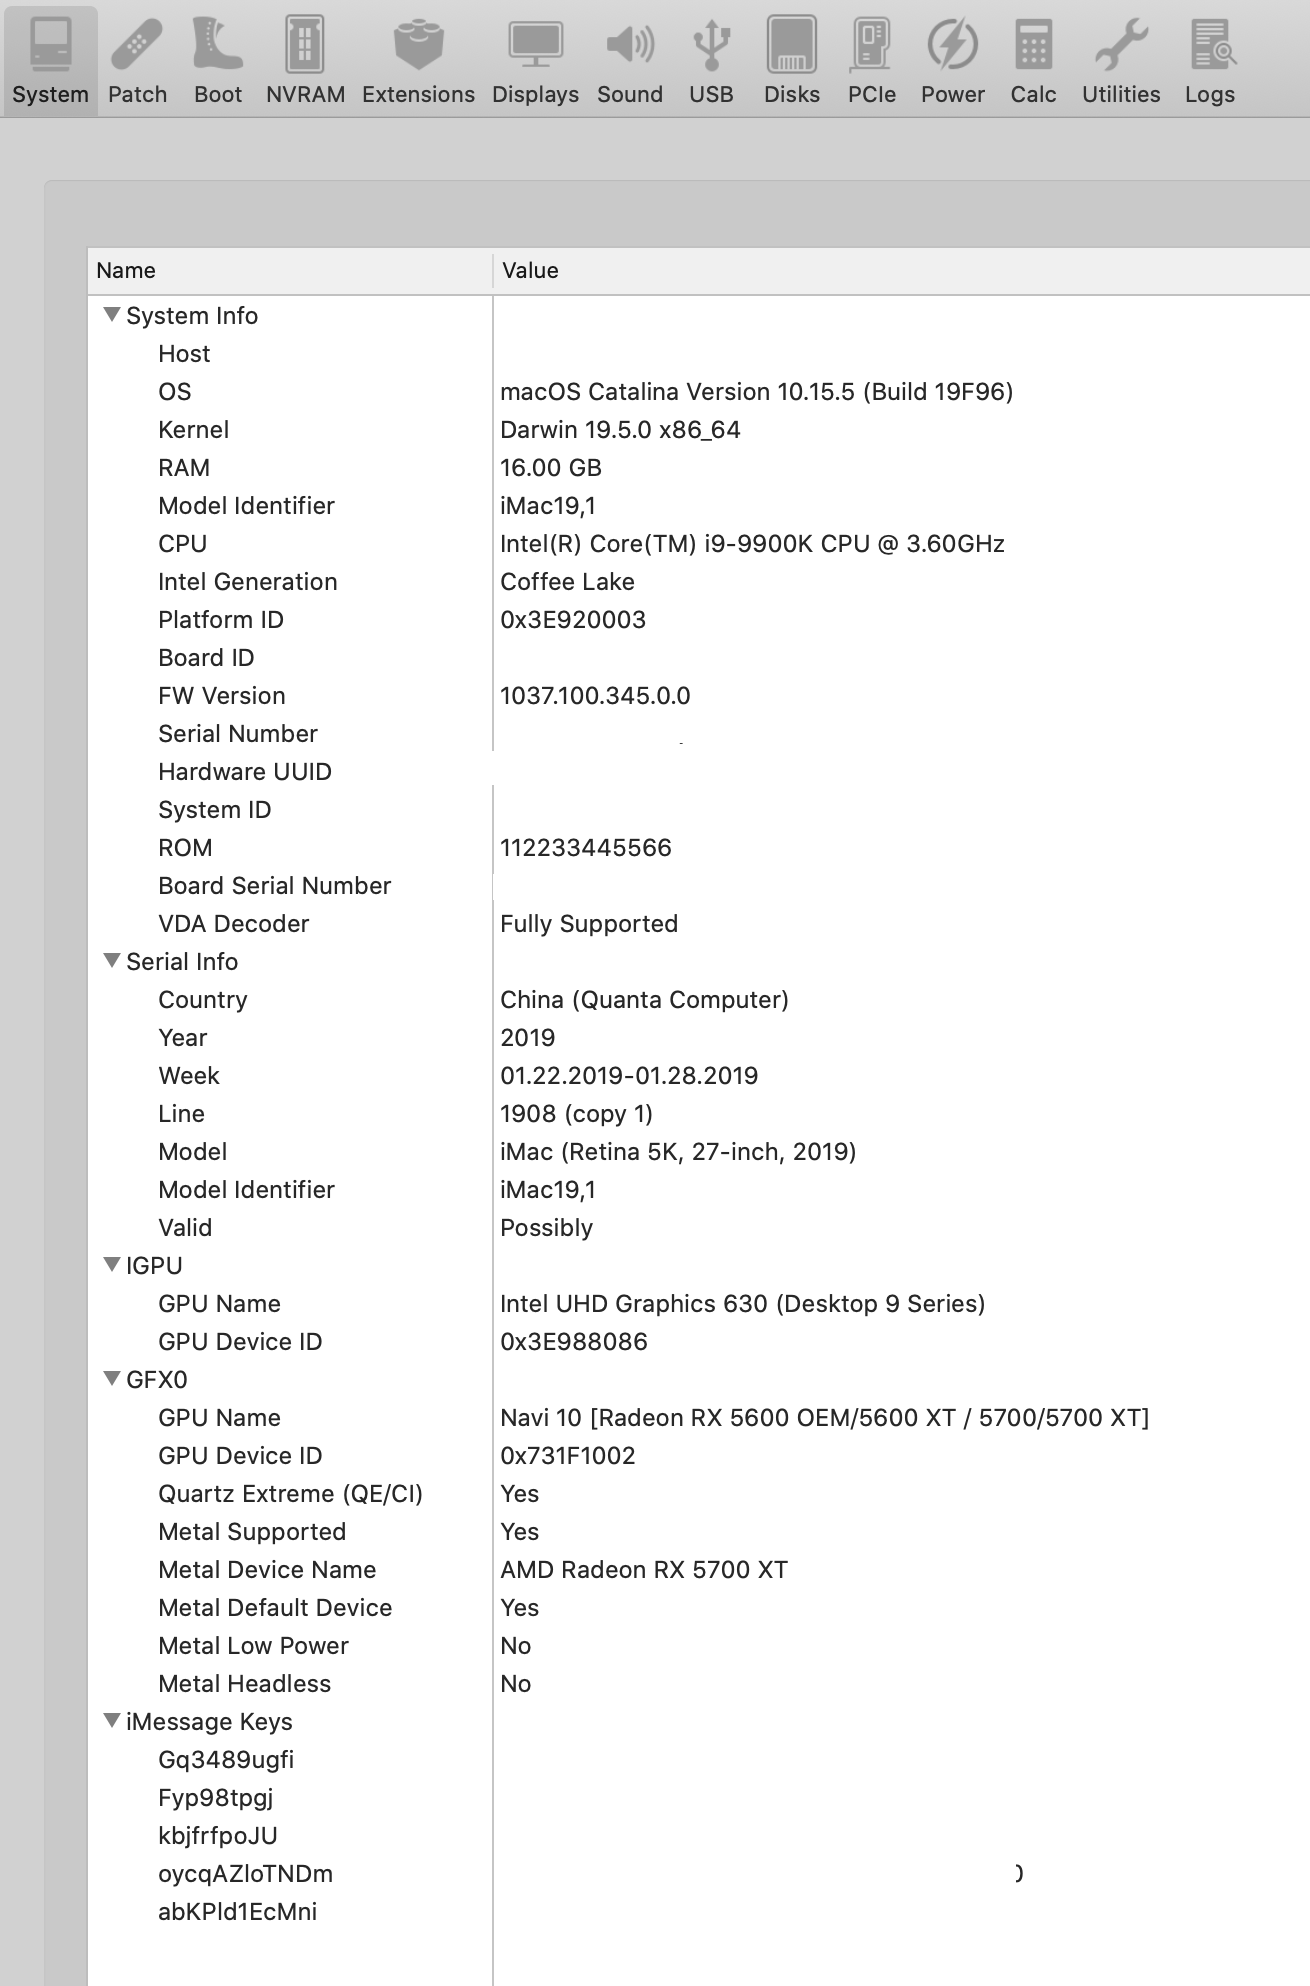 System Patch Boot NVRAM Extensions Displays Sound USB Disks PCIe Power Calc Utilities Logs
Name Value
System Info
Host
OS macOS Catalina Version 10.15.5 (Build 19F96)
Kernel Darwin 19.5.0 x86_64
RAM 16.00 GB
Model Identifier iMac19,1
CPU Intel(R) Core(TM) i9-9900K CPU @ 3.60GHz
Intel Generation Coffee Lake
Platform ID 0x3E920003
Board ID
FW Version 1037.100.345.0.0
Serial Number
Hardware UUID
System ID
ROM 112233445566
Board Serial Number
VDA Decoder Fully Supported
Serial Info
Country China (Quanta Computer)
Year 2019
Week 01.22.2019-01.28.2019
Line 1908 (copy 1)
Model iMac (Retina 5K, 27-inch, 2019)
Model Identifier iMac19,1
Valid Possibly
IGPU
GPU Name Intel UHD Graphics 630 (Desktop 9 Series)
GPU Device ID 0x3E988086
GFX0
GPU Name Navi 10 [Radeon RX 5600 OEM/5600 XT / 5700/5700 XT]
GPU Device ID 0x731F1002
Quartz Extreme (QE/CI) Yes
Metal Supported Yes
Metal Device Name AMD Radeon RX 5700 XT
Metal Default Device Yes
Metal Low Power No
Metal Headless No
iMessage Keys
Gq3489ugfi
Fyp98tpgj
kbjfrfpoJU
oycqAZloTNDm
abKPld1EcMni